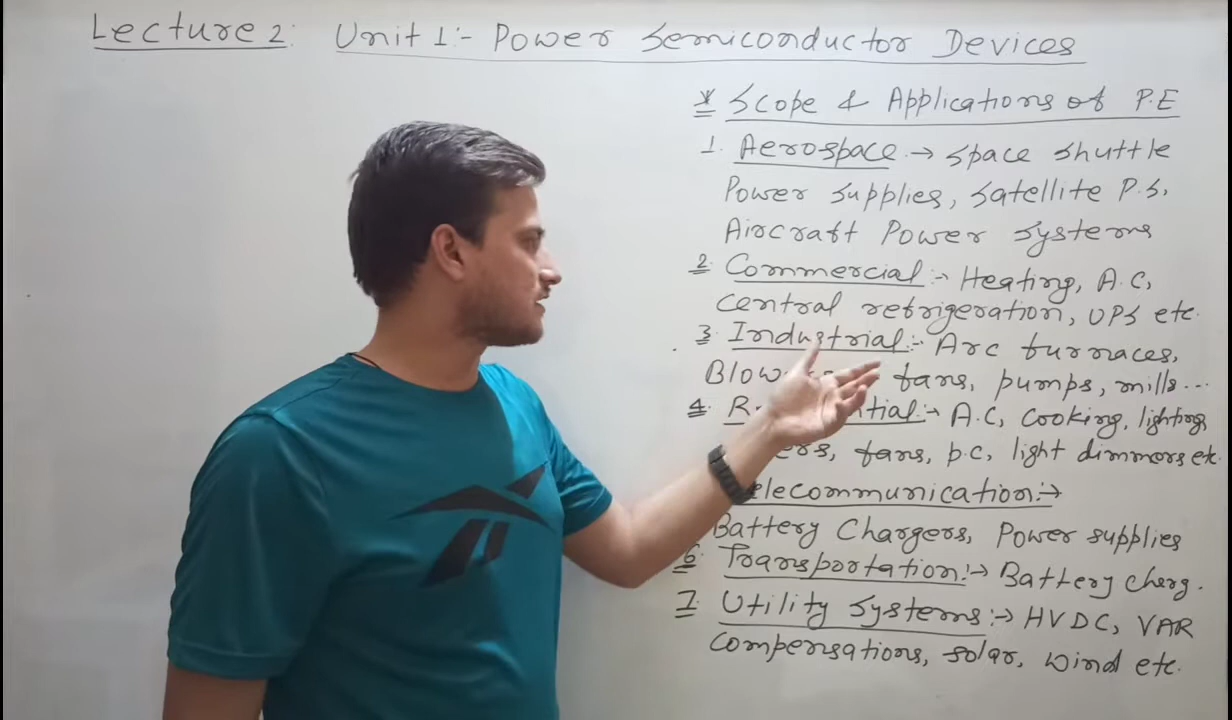 Lecture 2: Unit 1:- Power Semiconductor Devices
* Scope & Applications of P.E
1. Aerospace → Space shuttle
Power supplies, satellite P.S,
Aircraft Power systems
2. Commercial :- Heating, A.C,
Central refrigeration, UPS etc.
3. Industrial :- Arc furnaces,
fans, pumps, mills...
4. A.C, Cooking, lighting,
fans, p.c, light dimmers etc.
Battery Chargers, Power supplies
6. Transportation :→ Battery Cherg.
7. Utility Systems :→ HVDC, VAR
compensations, solar, wind etc.